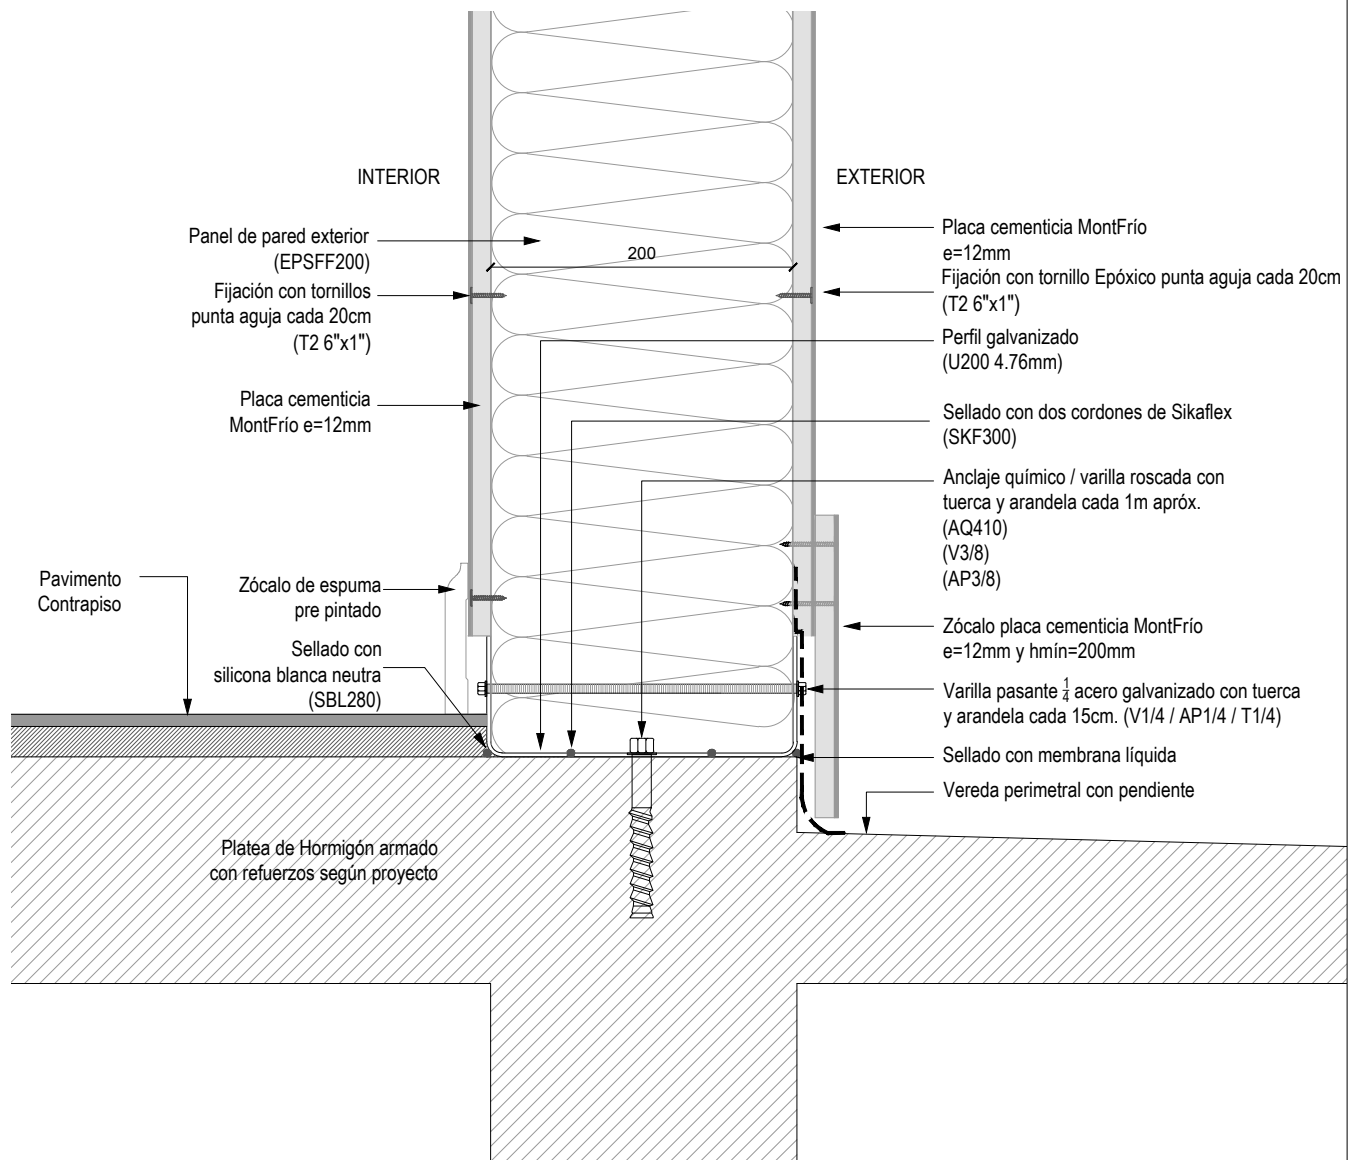 INTERIOR
EXTERIOR
Panel de pared exterior
(EPSFF200)
200
Fijación con tornillos
punta aguja cada 20cm
(T2 6"x1")
Placa cementicia
MontFrío e=12mm
Pavimento
Contrapiso
Zócalo de espuma
pre pintado
Sellado con
silicona blanca neutra
(SBL280)
Platea de Hormigón armado
con refuerzos según proyecto
Placa cementicia MontFrío
e=12mm
Fijación con tornillo Epóxico punta aguja cada 20cm
(T2 6"x1")
Perfil galvanizado
(U200 4.76mm)
Sellado con dos cordones de Sikaflex
(SKF300)
Anclaje químico / varilla roscada con
tuerca y arandela cada 1m apróx.
(AQ410)
(V3/8)
(AP3/8)
Zócalo placa cementicia MontFrío
e=12mm y hmín=200mm
Varilla pasante 1/4 acero galvanizado con tuerca
y arandela cada 15cm. (V1/4 / AP1/4 / T1/4)
Sellado con membrana líquida
Vereda perimetral con pendiente